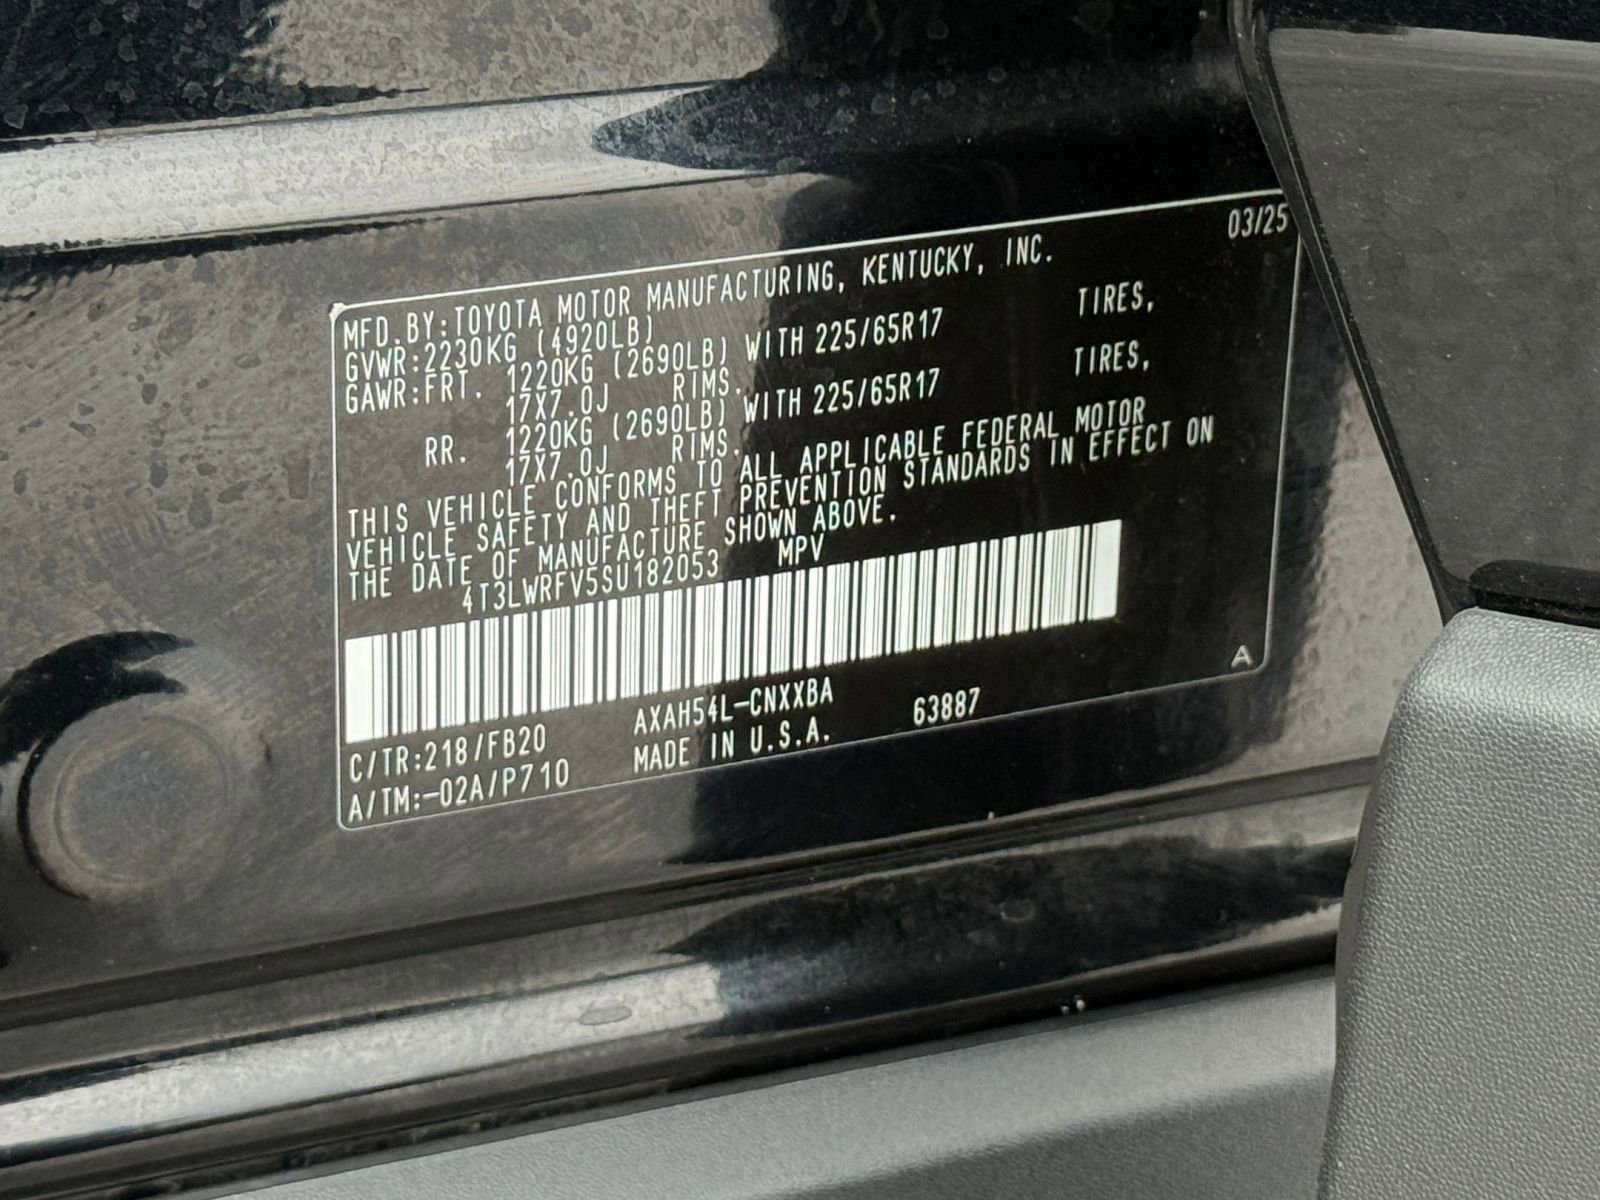 03/25
MFD.BY:TOYOTA MOTOR MANUFACTURING, KENTUCKY, INC.
GVWR:2230KG (4920LB)
GAWR:FRT. 1220KG (2690LB) WITH 225/65R17 TIRES,
17X7.0J RIMS.
RR. 1220KG (2690LB) WITH 225/65R17 TIRES,
17X7.0J RIMS.
THIS VEHICLE CONFORMS TO ALL APPLICABLE FEDERAL MOTOR
VEHICLE SAFETY AND THEFT PREVENTION STANDARDS IN EFFECT ON
THE DATE OF MANUFACTURE SHOWN ABOVE.
4T3LWRFV5SU182053 MPV
A
C/TR:218/FB20 AXAH54L-CNXXBA 63887
A/TM:-02A/P710 MADE IN U.S.A.